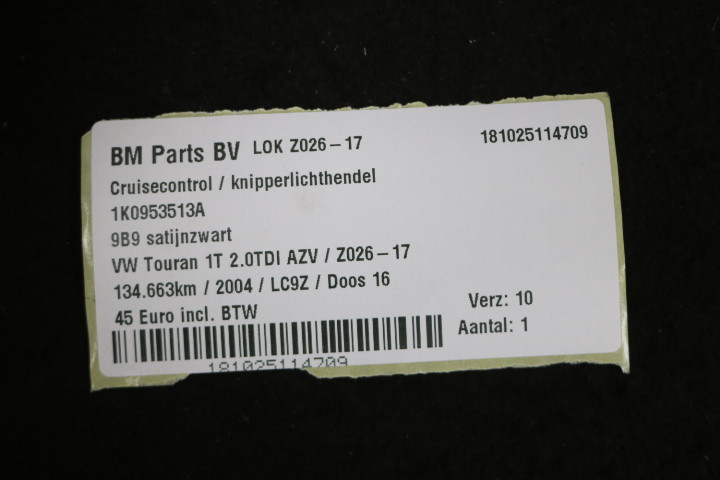 BM Parts BV LOK Z026-17 181025114709
Cruisecontrol / knipperlichthendel
1K0953513A
9B9 satijnzwart
VW Touran 1T 2.0TDI AZV / Z026-17
134.663km / 2004 / LC9Z / Doos 16
45 Euro incl. BTW
Verz: 10
Aantal: 1
181025114709